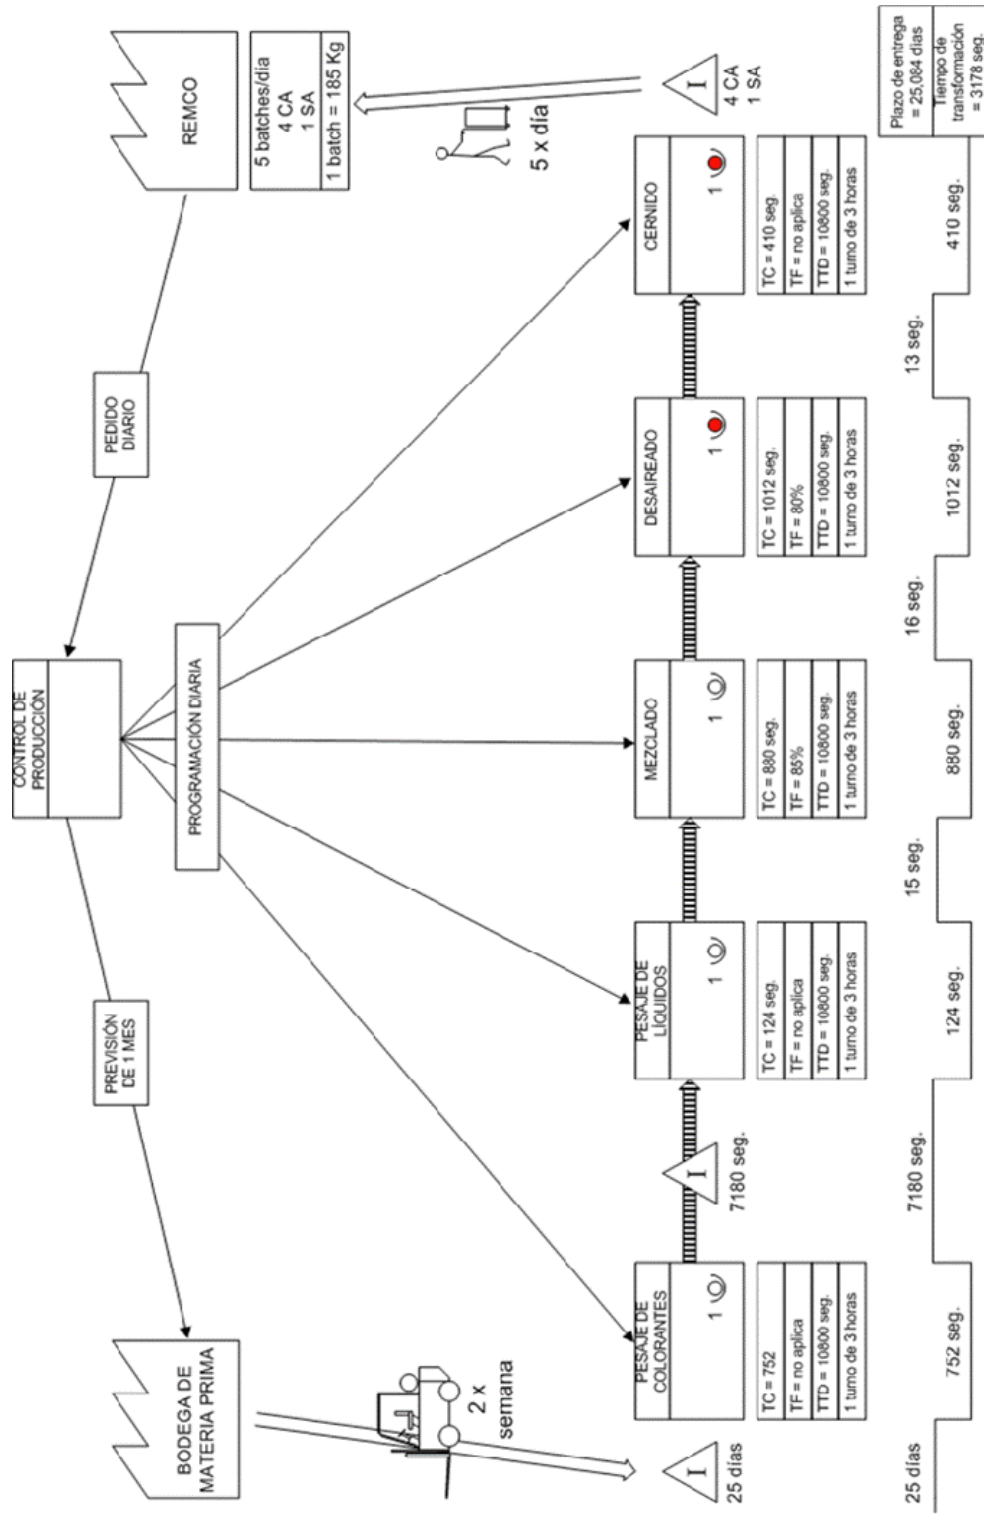 BODEGA DE
MATERIA PRIMA
PREVISIÓN
DE 1 MES
CONTROL DE
PRODUCCIÓN
PEDIDO
DIARIO
REMCO
5 batches/día
4 CA
1 SA
1 batch = 185 Kg
PROGRAMACIÓN DIARIA
2 x
semana
5 x día
I
25 días
PESAJE DE
COLORANTES
1
TC = 752
TF = no aplica
TTD = 10800 seg.
1 turno de 3 horas
I
7180 seg.
PESAJE DE
LÍQUIDOS
1
TC = 124 seg.
TF = no aplica
TTD = 10800 seg.
1 turno de 3 horas
MEZCLADO
1
TC = 880 seg.
TF = 85%
TTD = 10800 seg.
1 turno de 3 horas
DESAIREADO
1
TC = 1012 seg.
TF = 80%
TTD = 10800 seg.
1 turno de 3 horas
CERNIDO
1
TC = 410 seg.
TF = no aplica
TTD = 10800 seg.
1 turno de 3 horas
I
4 CA
1 SA
25 días
752 seg.
7180 seg.
124 seg.
15 seg.
880 seg.
16 seg.
1012 seg.
13 seg.
410 seg.
Plazo de entrega
= 25,084 días
Tiempo de
transformación
= 3178 seg.